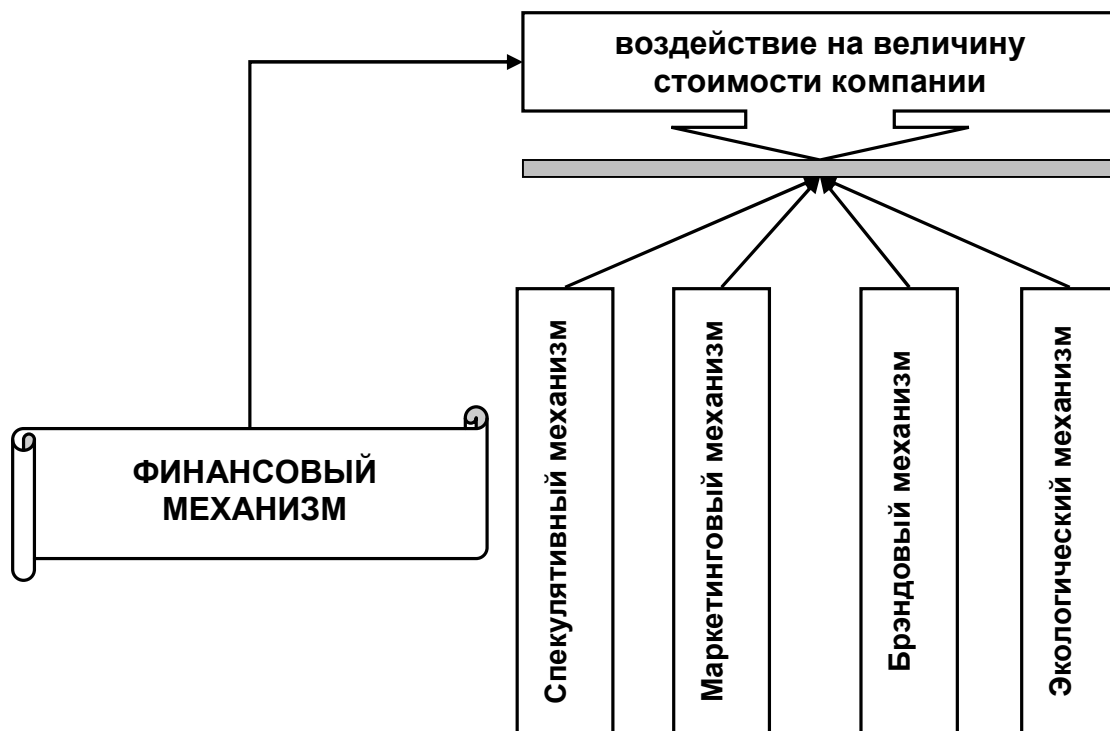 воздействие на величину
стоимости компании
ФИНАНСОВЫЙ
МЕХАНИЗМ
Спекулятивный механизм
Маркетинговый механизм
Брэндовый механизм
Экологический механизм